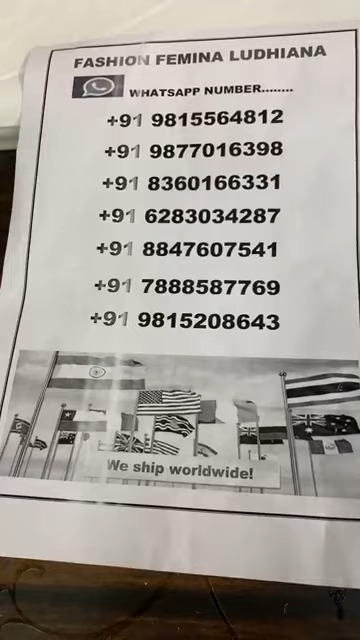 FASHION FEMINA LUDHIANA
WHATSAPP NUMBER........
+91 9815564812
+91 9877016398
+91 8360166331
+91 6283034287
+91 8847607541
+91 7888587769
+91 9815208643
We ship worldwide!